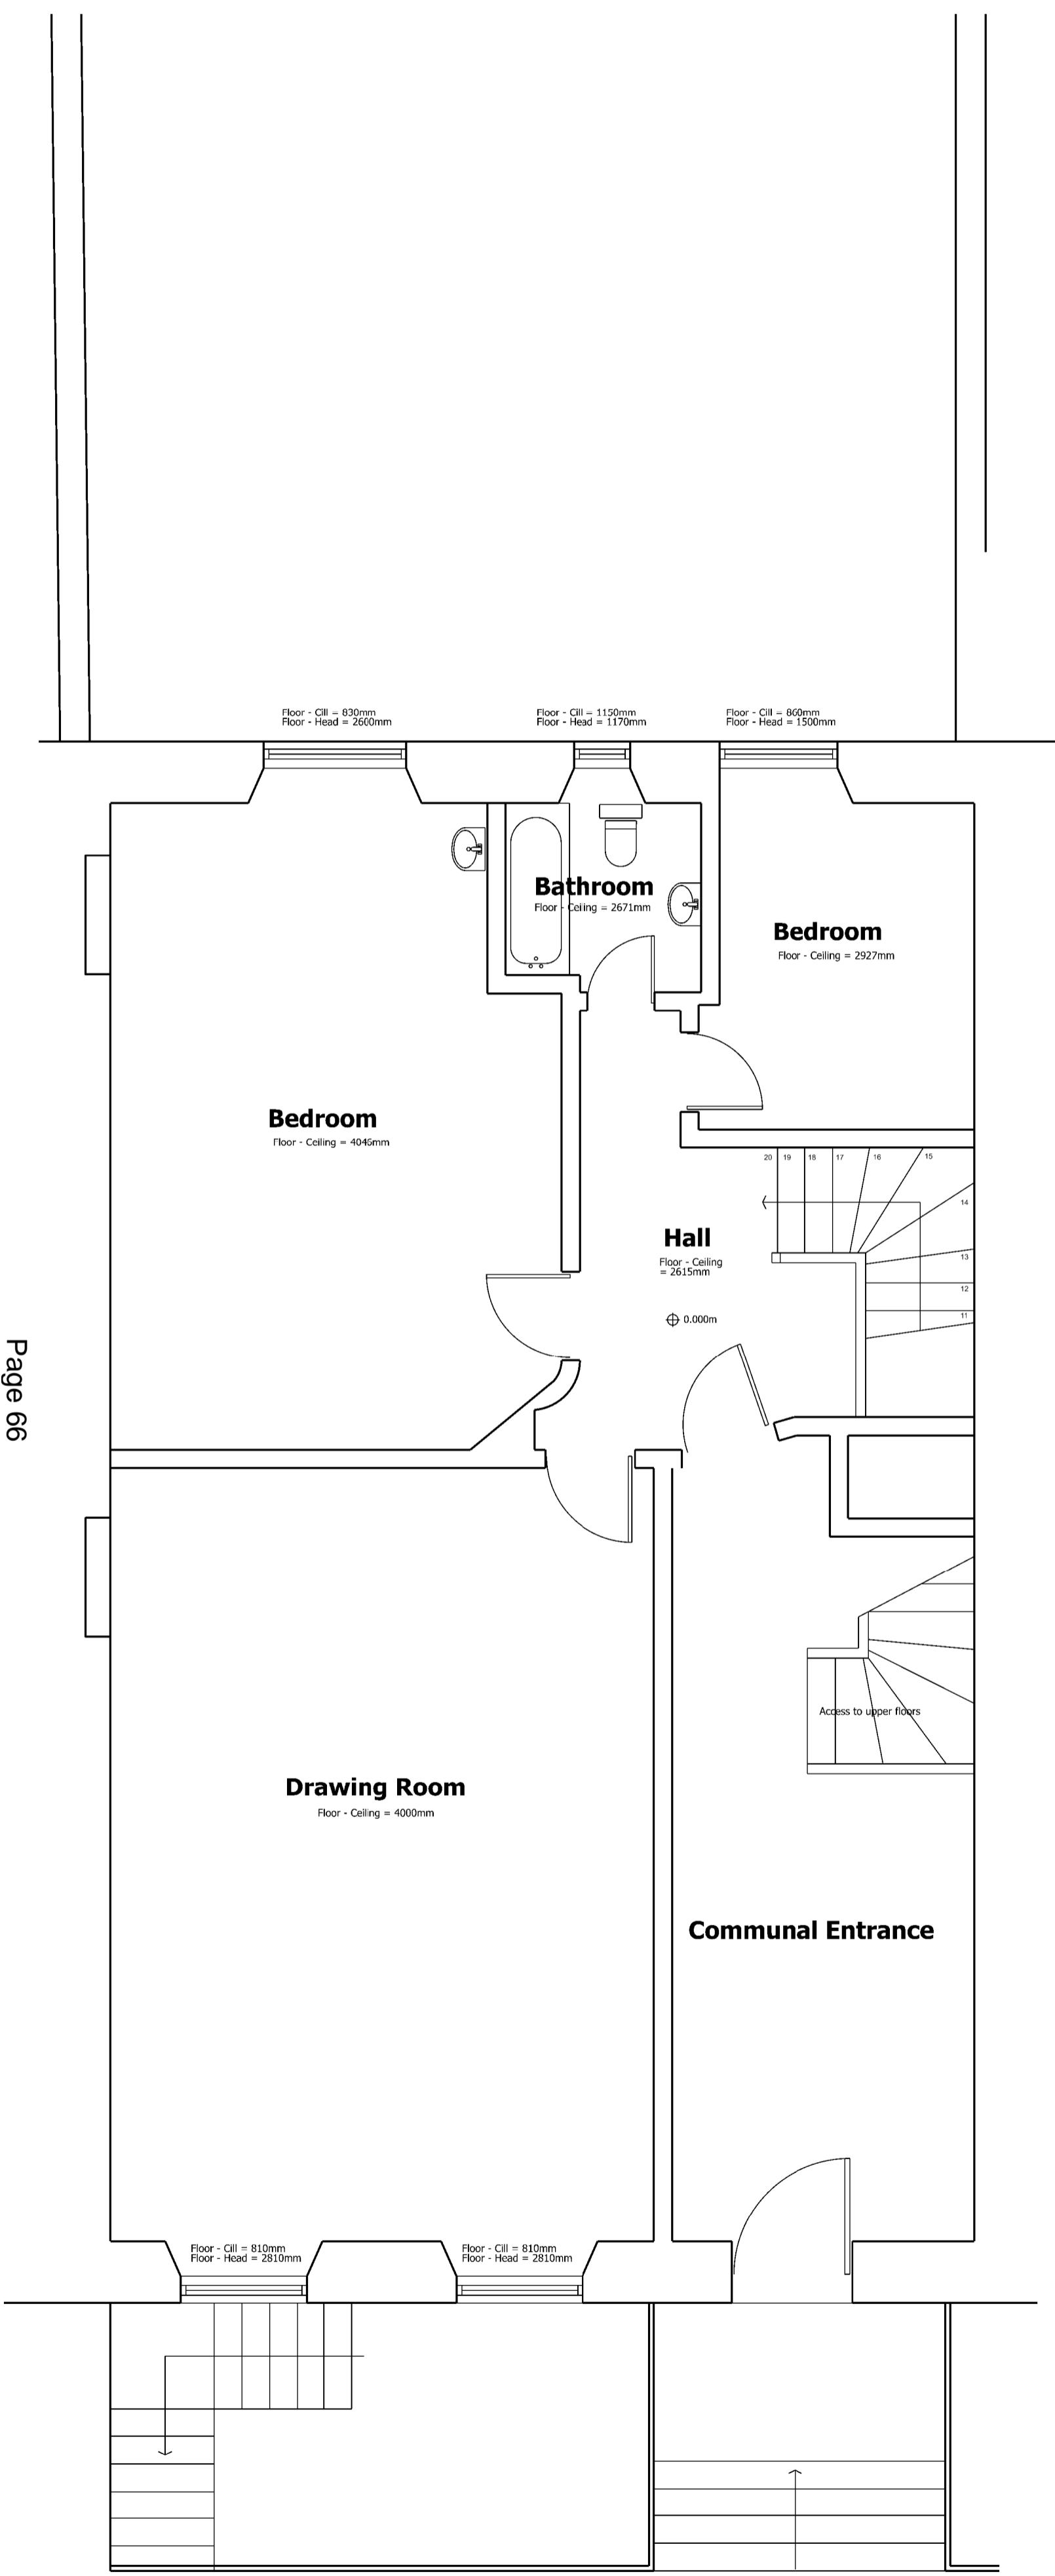 Floor - Cill = 830mm
Floor - Head = 2600mm
Floor - Cill = 1150mm
Floor - Head = 1170mm
Floor - Cill = 860mm
Floor - Head = 1500mm
Bathroom
Floor - Ceiling = 2671mm
Bedroom
Floor - Ceiling = 2927mm
Bedroom
Floor - Ceiling = 4046mm
20 19 18 17 16 15
14
13
12
11
Hall
Floor - Ceiling
= 2615mm
0.000m
Page 66
Access to upper floors
Drawing Room
Floor - Ceiling = 4000mm
Communal Entrance
Floor - Cill = 810mm
Floor - Head = 2810mm
Floor - Cill = 810mm
Floor - Head = 2810mm